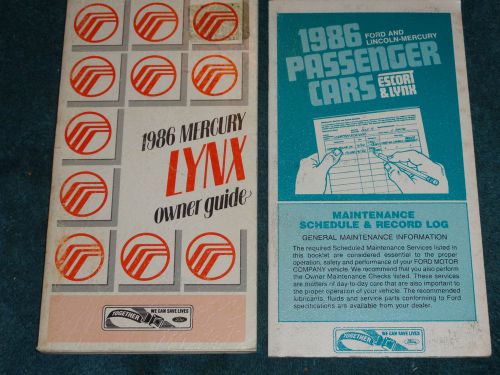 1986 MERCURY
LYNX
owner guide
TOGETHER
WE CAN SAVE LIVES
Ford
1986
FORD AND
LINCOLN-MERCURY
PASSENGER
CARS
ESCORT
& LYNX
MAINTENANCE
SCHEDULE & RECORD LOG
GENERAL MAINTENANCE INFORMATION
The required Scheduled Maintenance Services listed in
this booklet are considered essential to the proper
operation, safety and performance of your FORD MOTOR
COMPANY vehicle. We recommend that you also perform
the Owner Maintenance Checks listed. These services
are matters of day-to-day care that are also important to
the proper operation of your vehicle. The recommended
lubricants, fluids and service parts conforming to Ford
specifications are available from your dealer.
TOGETHER
WE CAN SAVE LIVES
Ford